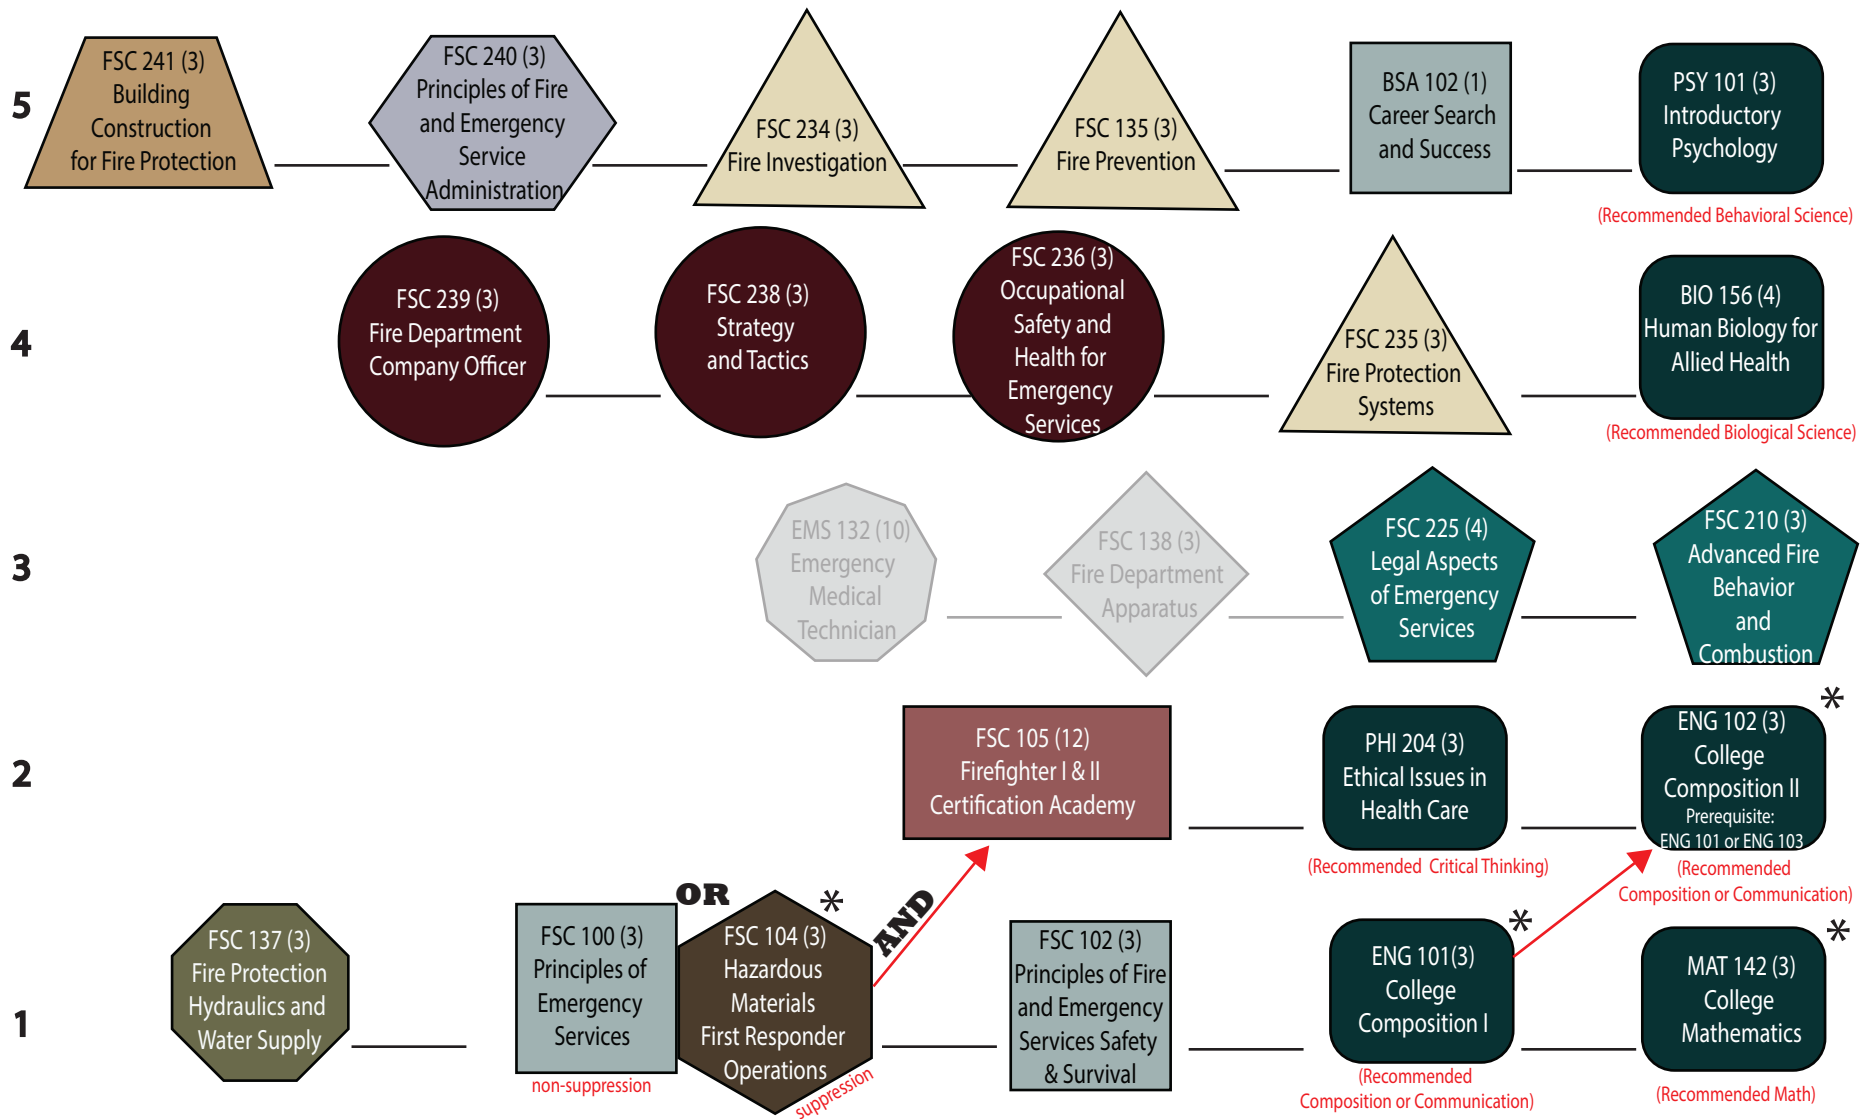 5
FSC 241 (3)
Building
Construction
for Fire Protection
FSC 240 (3)
Principles of Fire
and Emergency
Service
Administration
FSC 234 (3)
Fire Investigation
FSC 135 (3)
Fire Prevention
BSA 102 (1)
Career Search
and Success
PSY 101 (3)
Introductory
Psychology
(Recommended Behavioral Science)
4
FSC 239 (3)
Fire Department
Company Officer
FSC 238 (3)
Strategy
and Tactics
FSC 236 (3)
Occupational
Safety and
Health for
Emergency
Services
FSC 235 (3)
Fire Protection
Systems
BIO 156 (4)
Human Biology for
Allied Health
(Recommended Biological Science)
3
EMS 132 (10)
Emergency
Medical
Technician
FSC 138 (3)
Fire Department
Apparatus
FSC 225 (4)
Legal Aspects
of Emergency
Services
FSC 210 (3)
Advanced Fire
Behavior
and
Combustion
2
FSC 105 (12)
Firefighter I & II
Certification Academy
PHI 204 (3)
Ethical Issues in
Health Care
(Recommended Critical Thinking)
*
ENG 102 (3)
College
Composition II
Prerequisite:
ENG 101 or ENG 103
(Recommended
Composition or Communication)
1
FSC 137 (3)
Fire Protection
Hydraulics and
Water Supply
FSC 100 (3)
Principles of
Emergency
Services
non-suppression
OR
*
FSC 104 (3)
Hazardous
Materials
First Responder
Operations
suppression
AND
FSC 102 (3)
Principles of Fire
and Emergency
Services Safety
& Survival
*
ENG 101(3)
College
Composition I
(Recommended
Composition or Communication)
*
MAT 142 (3)
College
Mathematics
(Recommended Math)